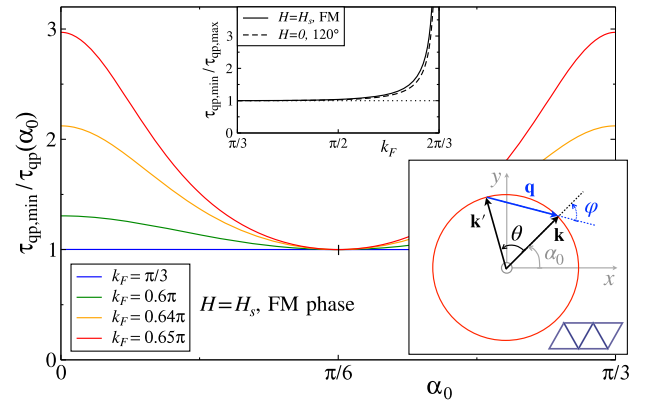 τqp,min / τqp(α0)
3
2
1
0
0
π/6
π/3
α0
kF = π/3
kF = 0.6π
kF = 0.64π
kF = 0.65π
H=Hs, FM phase
τqp,min / τqp,max
3
2
1
0
π/3
π/2
2π/3
kF
H=Hs, FM
H=0, 120°
y
q
φ
k'
θ
k
α0
x